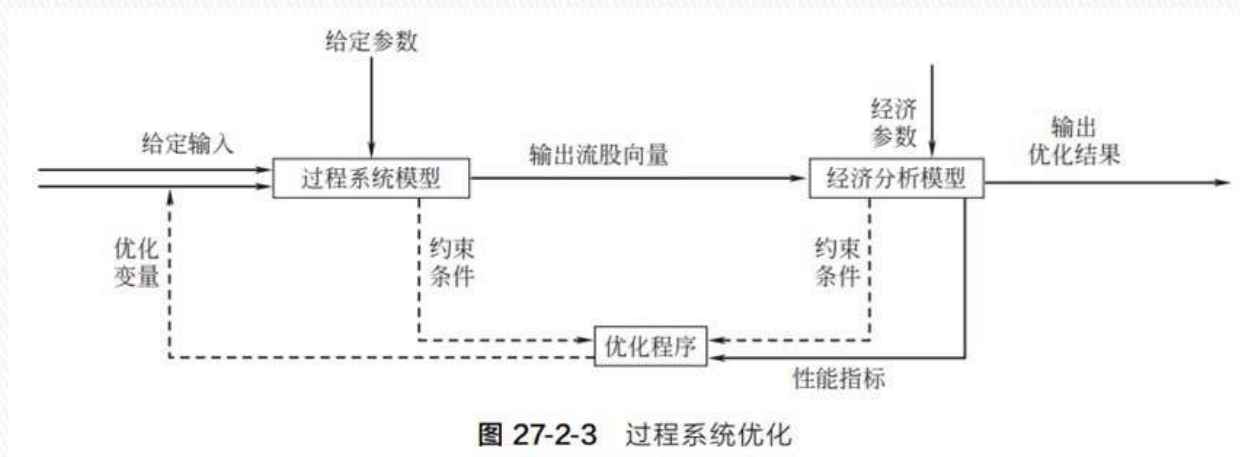 给定参数
给定输入
过程系统模型
输出流股向量
经济
参数
经济分析模型
输出
优化结果
优化
变量
约束
条件
约束
条件
优化程序
性能指标
图 27-2-3 过程系统优化